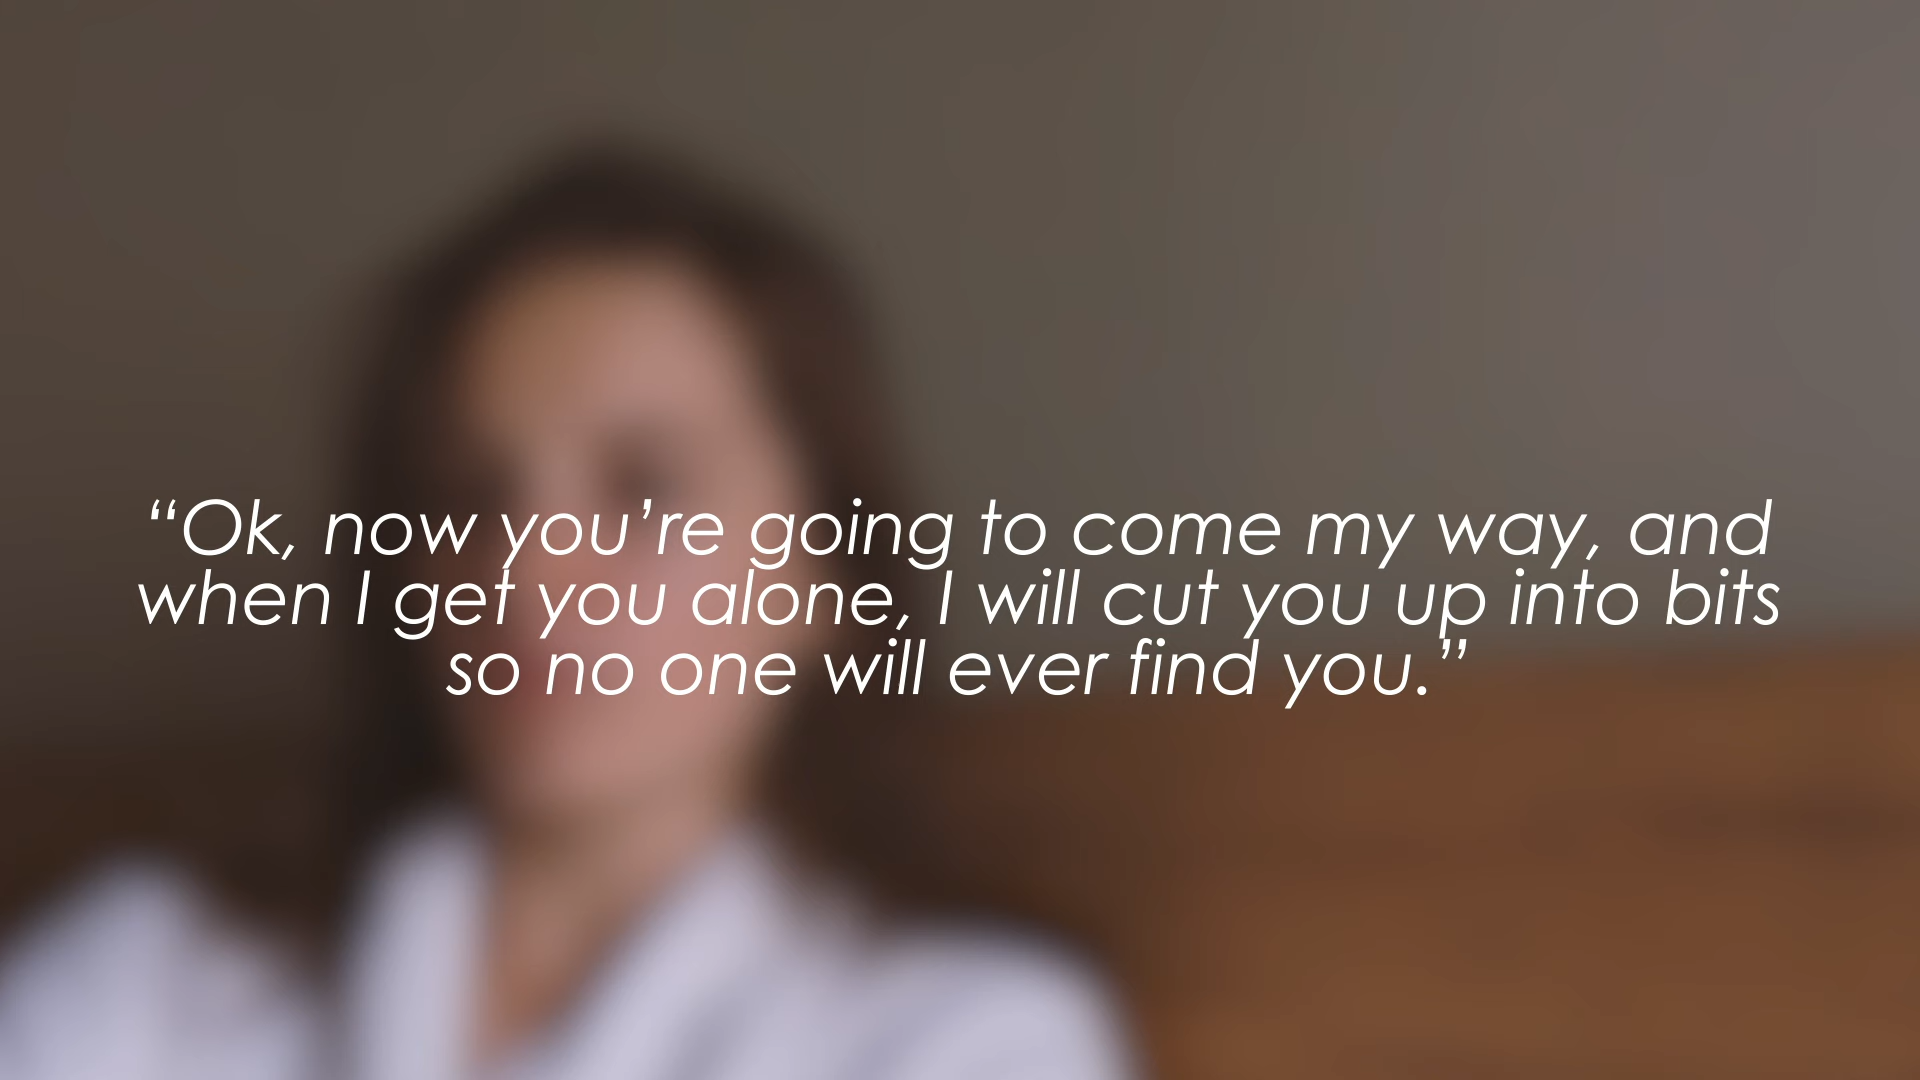 “Ok, now you’re going to come my way, and
when I get you alone, I will cut you up into bits
so no one will ever find you.”